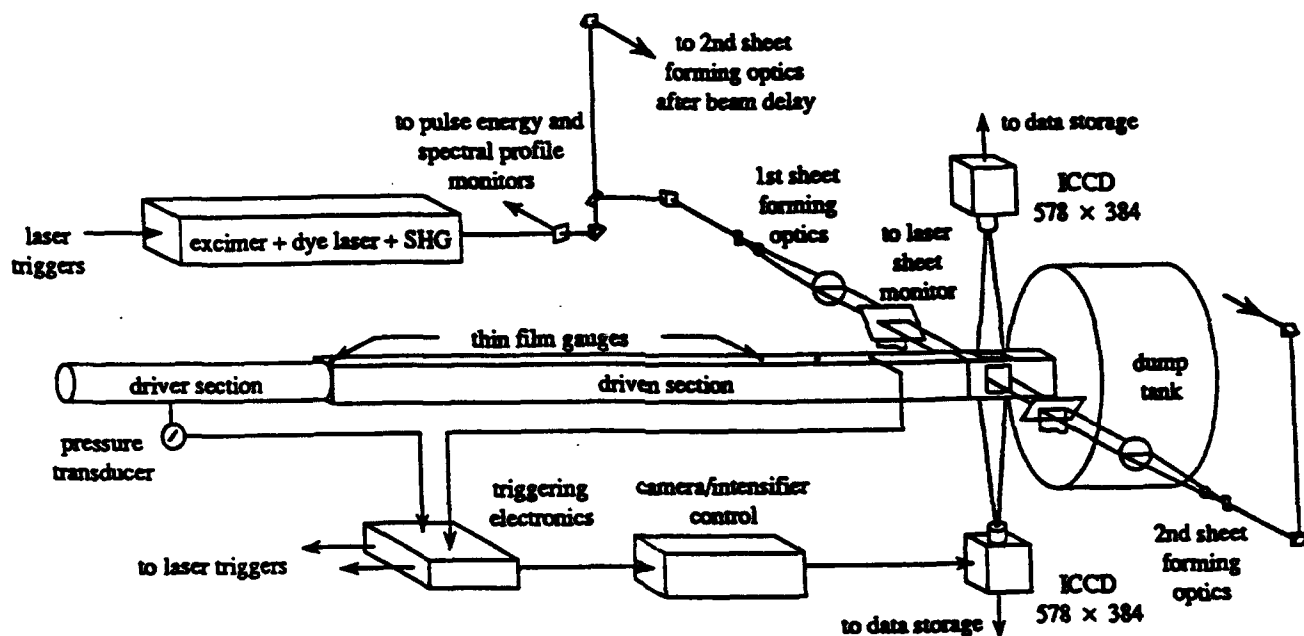 to 2nd sheet
forming optics
after beam delay
to pulse energy and
spectral profile
monitors
to data storage
1st sheet
forming
optics
ICCD
578 × 384
laser
triggers
excimer + dye laser + SHG
to laser
sheet
monitor
thin film gauges
driver section
driven section
dump
tank
pressure
transducer
triggering
electronics
camera/intensifier
control
2nd sheet
forming
optics
to laser triggers
ICCD
578 × 384
to data storage